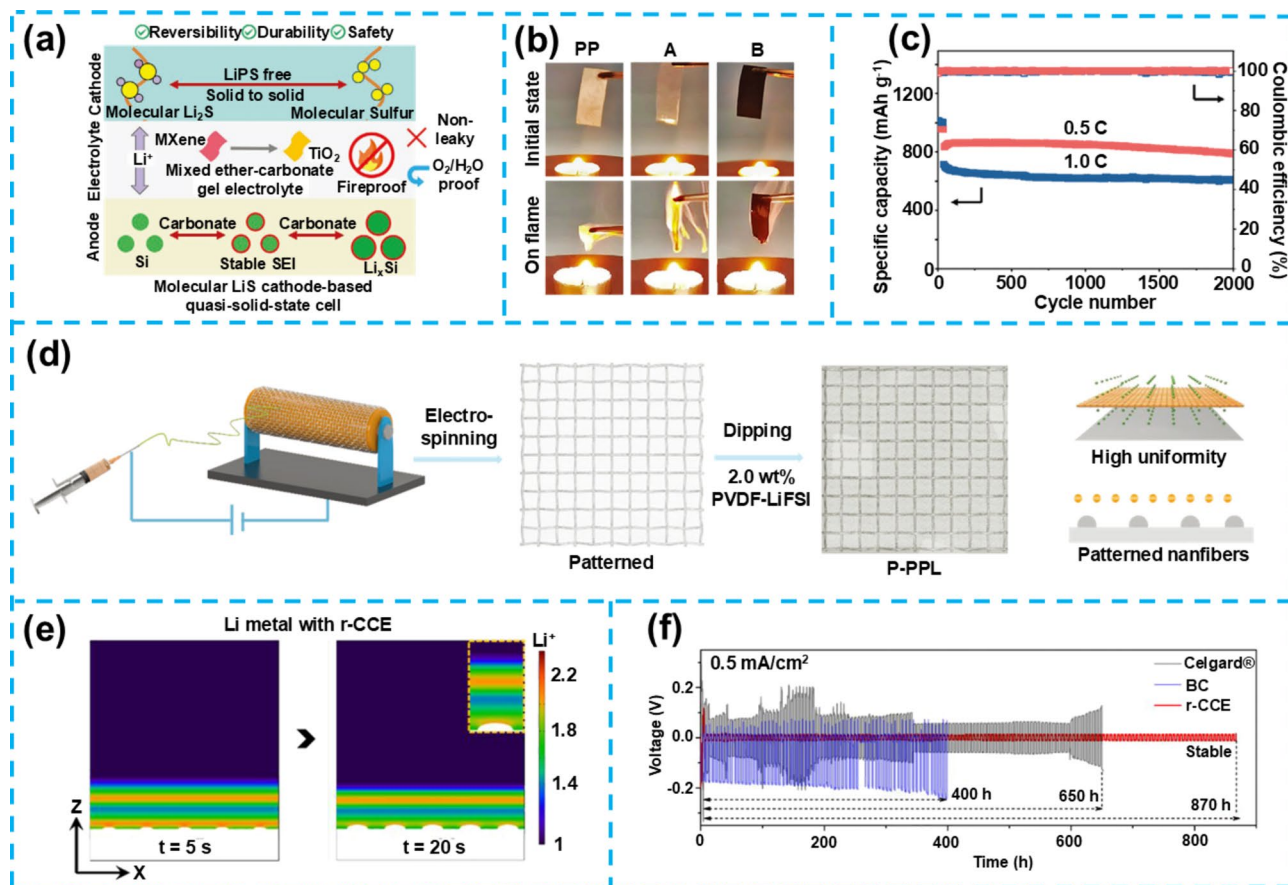 (a)
Reversibility Durability Safety
Cathode
LiPS free
Solid to solid
Molecular Li₂S
Molecular Sulfur
Electrolyte
Li⁺
MXene
TiO₂
Mixed ether-carbonate
gel electrolyte
Fireproof
Non-
leaky
O₂/H₂O
proof
Anode
Carbonate
Carbonate
Si
Stable SEI
LiₓSi
Molecular LiS cathode-based
quasi-solid-state cell
(b)
PP A B
Initial state
On flame
(c)
Specific capacity (mAh g⁻¹)
1400
1200
1000
800
600
400
0.5 C
1.0 C
100
80
60
40
20
0
Coulombic efficiency (%)
0 500 1000 1500 2000
Cycle number
(d)
Electro-
spinning
Patterned
Dipping
2.0 wt%
PVDF-LiFSI
P-PPL
High uniformity
Patterned nanfibers
(e)
Li metal with r-CCE
Li⁺
2.2
1.8
1.4
1
Z
X
t = 5 s
t = 20 s
(f)
0.5 mA/cm²
Celgard®
BC
r-CCE
Voltage (V)
0.2
0.0
-0.2
Stable
400 h
650 h
870 h
0 200 400 600 800
Time (h)